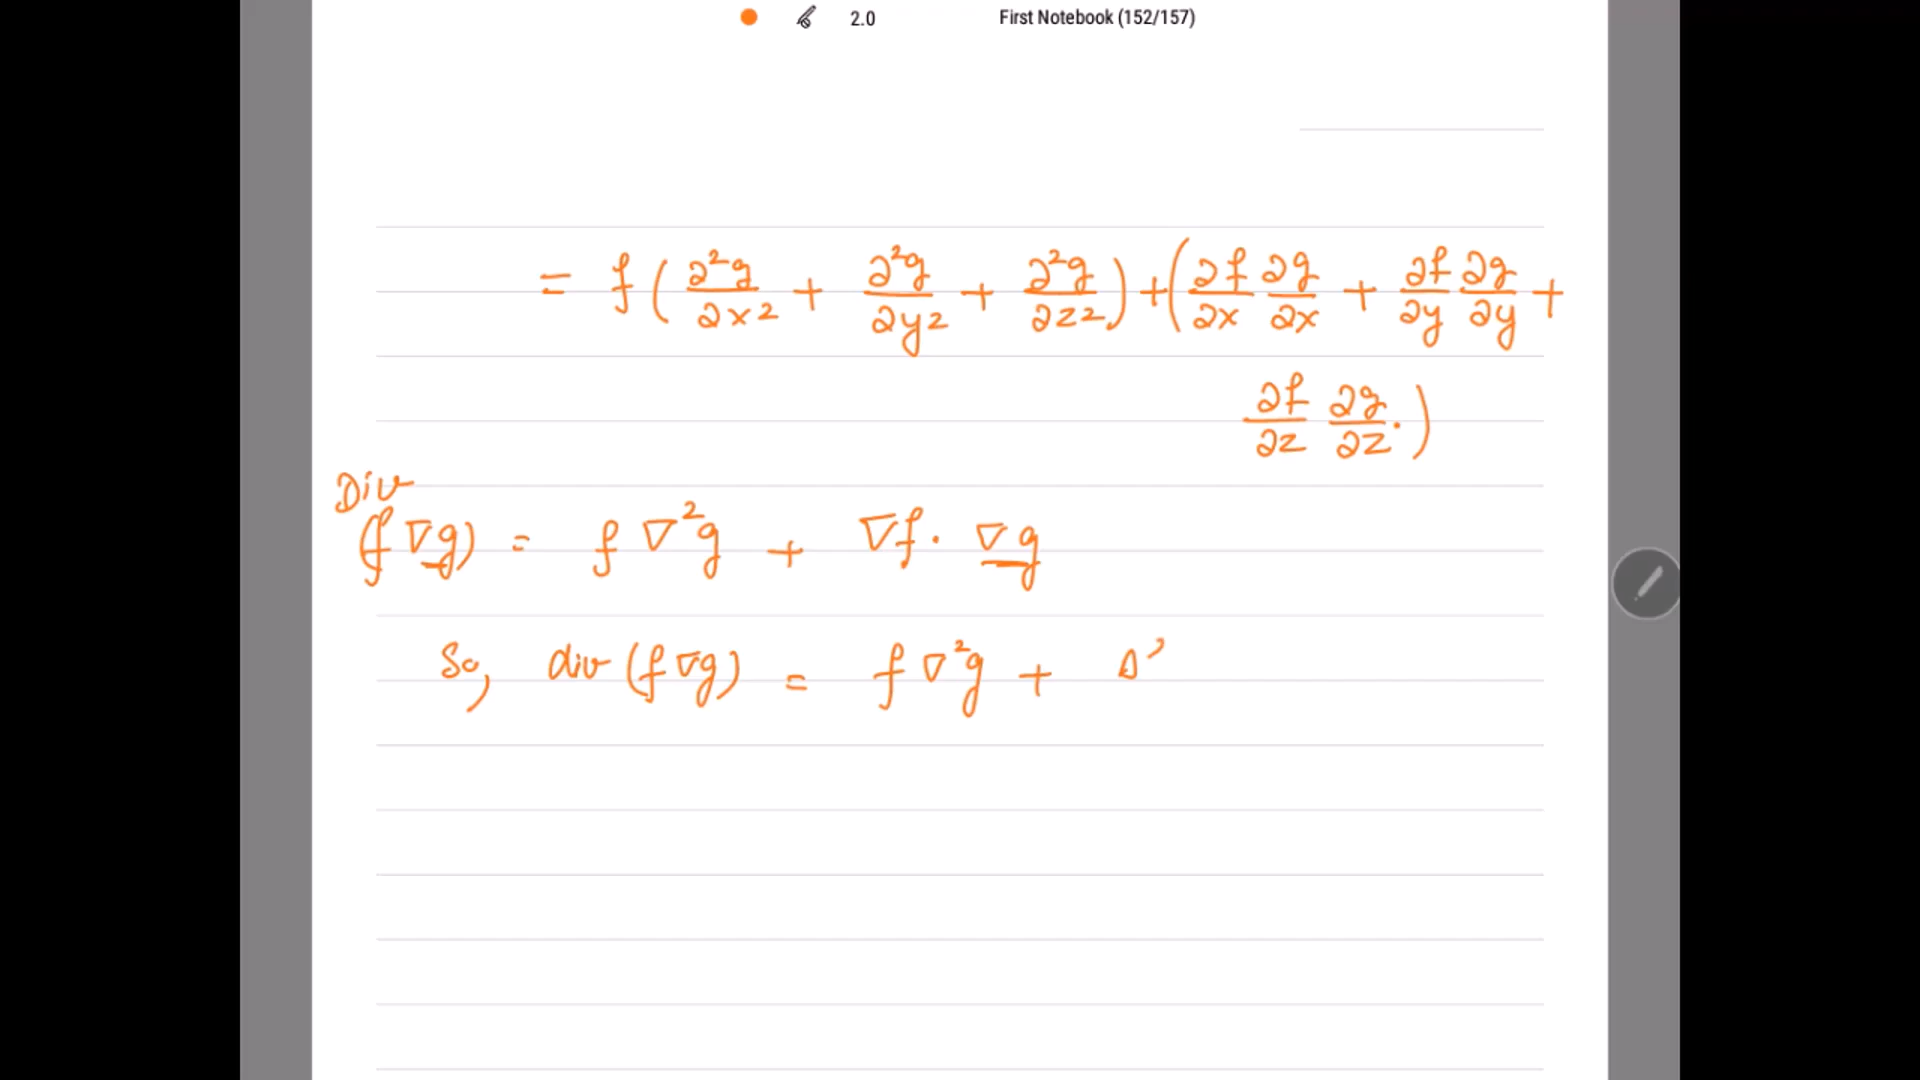 2.0 First Notebook (152/157)
= f ( ∂²g/∂x² + ∂²g/∂y² + ∂²g/∂z² ) + ( ∂f/∂x ∂g/∂x + ∂f/∂y ∂g/∂y +
∂f/∂z ∂g/∂z . )
Div
(f ∇g) = f ∇²g + ∇f · ∇g
So, div (f ∇g) = f ∇²g +